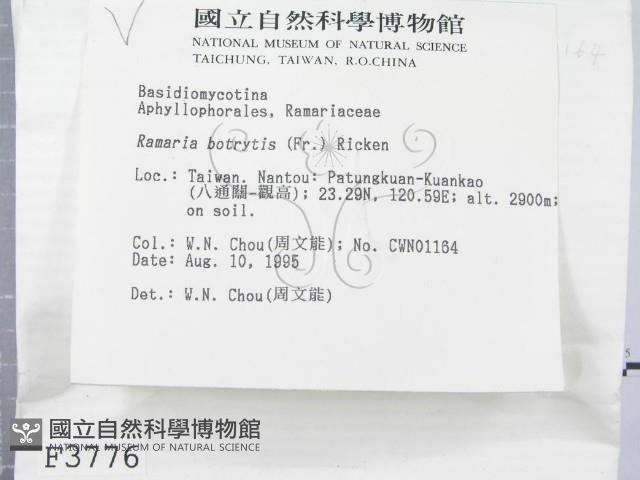 國立自然科學博物館
NATIONAL MUSEUM OF NATURAL SCIENCE
TAICHUNG, TAIWAN, R.O.CHINA
164
Basidiomycotina
Aphyllophorales, Ramariaceae
Ramaria botrytis (Fr.) Ricken
Loc.: Taiwan. Nantou: Patungkuan-Kuankao
(八通關-觀高); 23.29N, 120.59E; alt. 2900m;
on soil.
Col.: W.N. Chou(周文能); No. CWN01164
Date: Aug. 10, 1995
Det.: W.N. Chou(周文能)
5
國立自然科學博物館
NATIONAL MUSEUM OF NATURAL SCIENCE
F3776